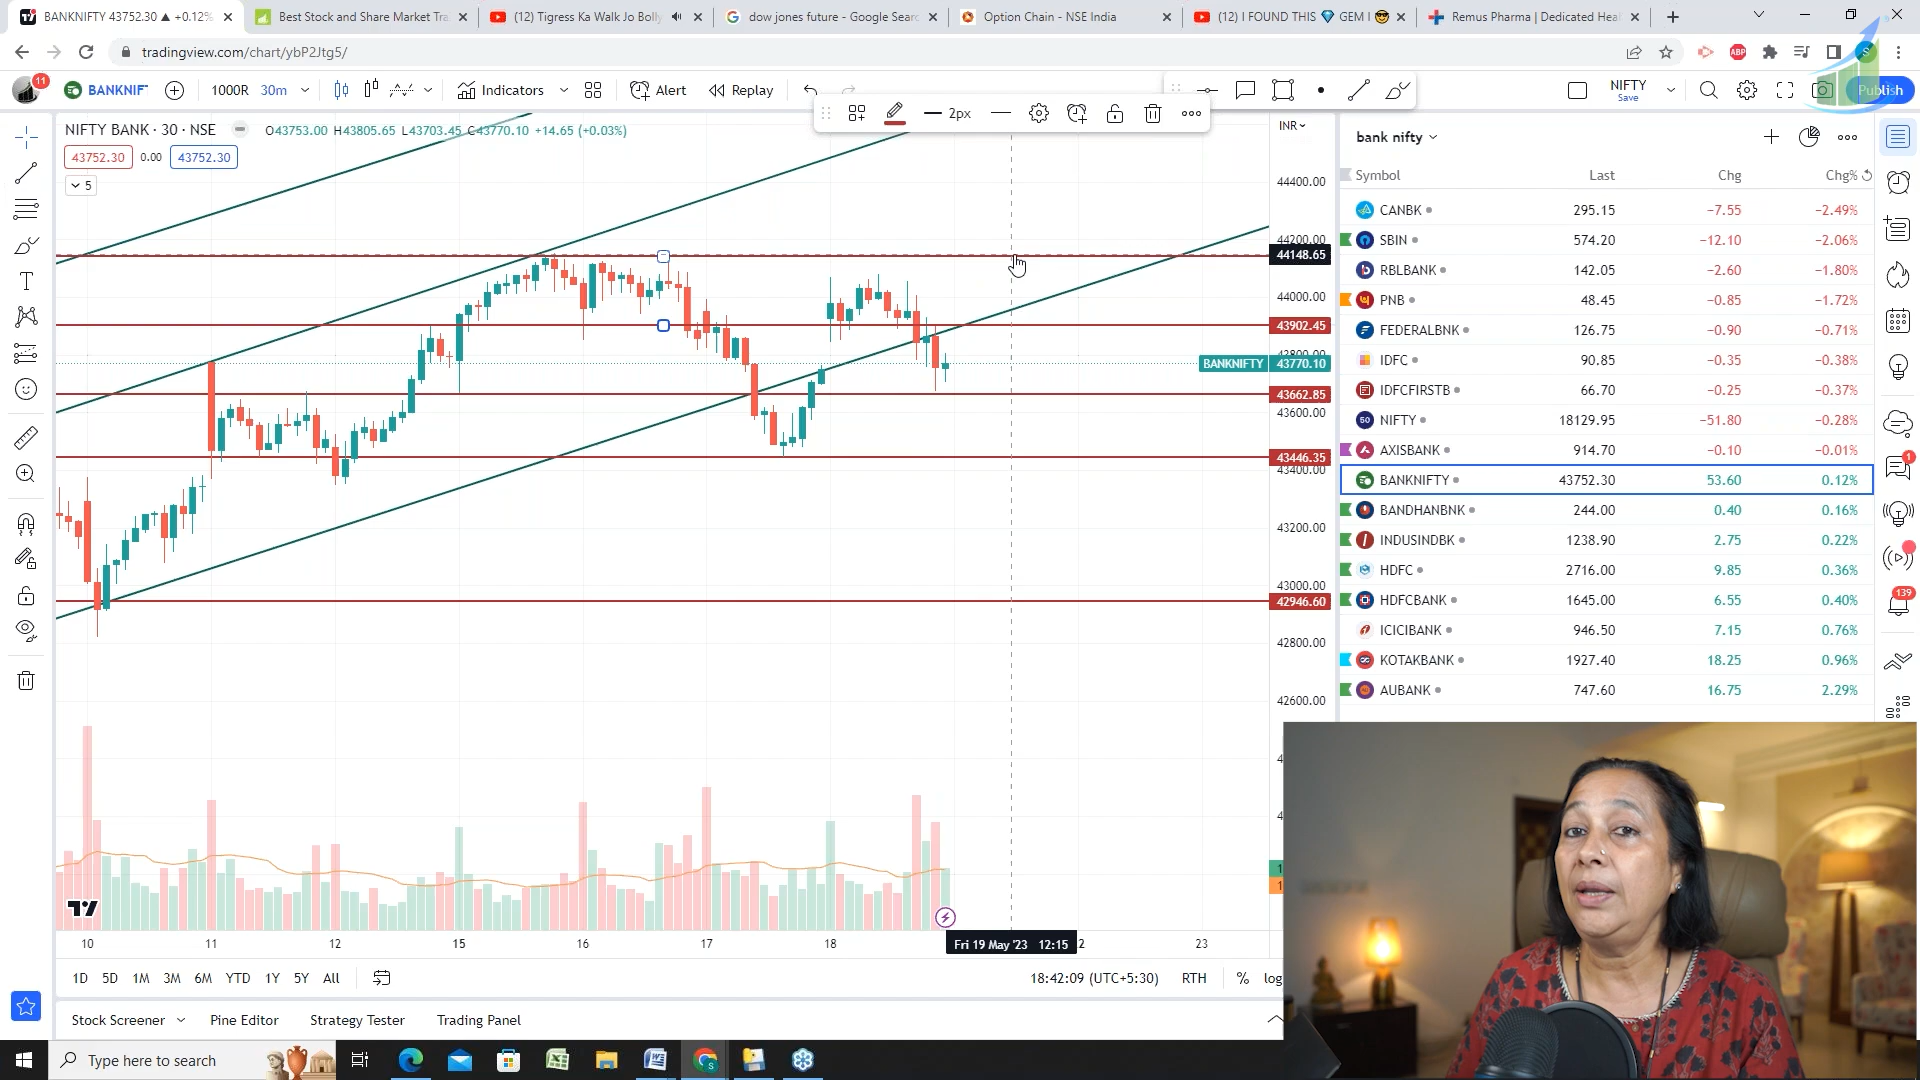 BANKNIFTY 43752.30 ▲ +0.12%
Best Stock and Share Market Tra
(12) Tigress Ka Walk Jo Bolly
dow jones future - Google Searc
Option Chain - NSE India
(12) I FOUND THIS 💎 GEM I 😎
Remus Pharma | Dedicated Heal
tradingview.com/chart/ybP2Jtg5/
ABP
S
11
BANKNIF
1000R
30m
Indicators
Alert
Replay
NIFTY
Save
Publish
2px
NIFTY BANK · 30 · NSE
O43753.00 H43805.65 L43703.45 C43770.10 +14.65 (+0.03%)
INR
43752.30
0.00
43752.30
5
44400.00
44200.00
44148.65
44000.00
43902.45
43800.00
BANKNIFTY 43770.10
43662.85
43600.00
43446.35
43400.00
43200.00
43000.00
42946.60
42800.00
42600.00
10 11 12 15 16 17 18
Fri 19 May '23 12:15
2
23
1D 5D 1M 3M 6M YTD 1Y 5Y All
18:42:09 (UTC+5:30)
RTH
%
log
Stock Screener
Pine Editor
Strategy Tester
Trading Panel
bank nifty
Symbol Last Chg Chg%
CANBK 295.15 −7.55 −2.49%
SBIN 574.20 −12.10 −2.06%
RBLBANK 142.05 −2.60 −1.80%
PNB 48.45 −0.85 −1.72%
FEDERALBNK 126.75 −0.90 −0.71%
IDFC 90.85 −0.35 −0.38%
IDFCFIRSTB 66.70 −0.25 −0.37%
50 NIFTY 18129.95 −51.80 −0.28%
AXISBANK 914.70 −0.10 −0.01%
BANKNIFTY 43752.30 53.60 0.12%
BANDHANBNK 244.00 0.40 0.16%
INDUSINDBK 1238.90 2.75 0.22%
HDFC 2716.00 9.85 0.36%
HDFCBANK 1645.00 6.55 0.40%
ICICIBANK 946.50 7.15 0.76%
KOTAKBANK 1927.40 18.25 0.96%
AUBANK 747.60 16.75 2.29%
1
139
Type here to search